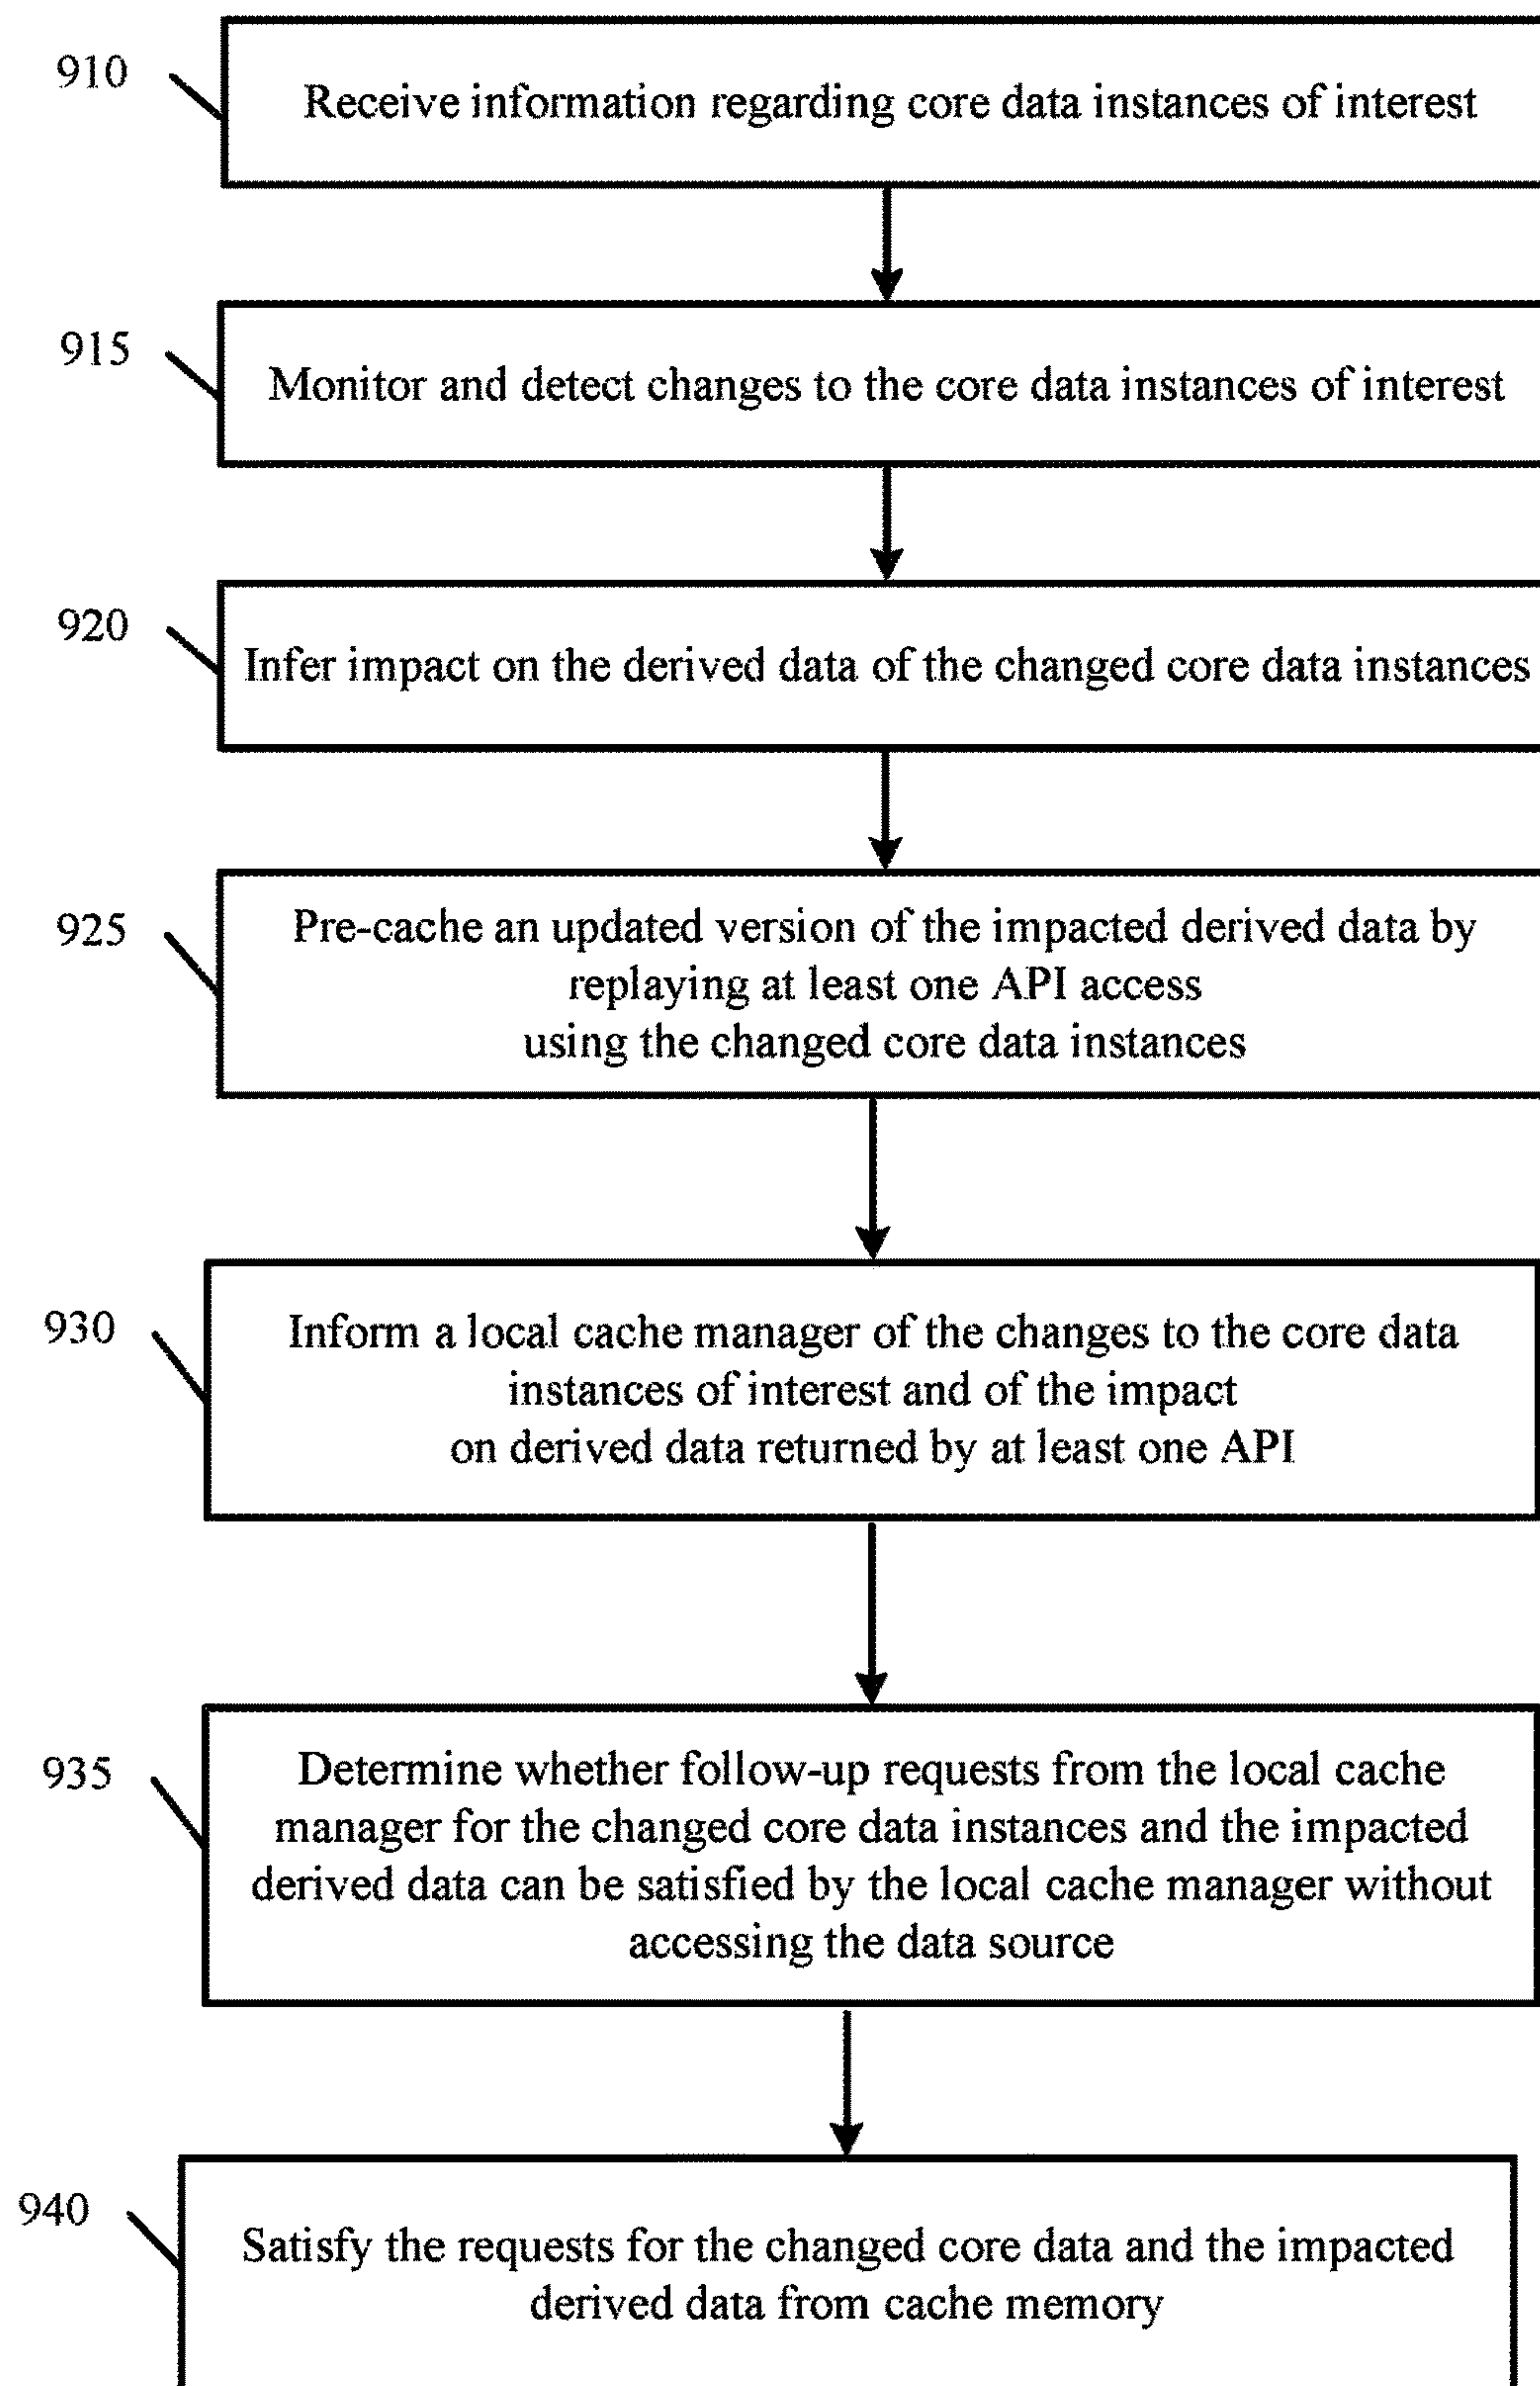 910
Receive information regarding core data instances of interest
915
Monitor and detect changes to the core data instances of interest
920
Infer impact on the derived data of the changed core data instances
925
Pre-cache an updated version of the impacted derived data by
replaying at least one API access
using the changed core data instances
930
Inform a local cache manager of the changes to the core data
instances of interest and of the impact
on derived data returned by at least one API
935
Determine whether follow-up requests from the local cache
manager for the changed core data instances and the impacted
derived data can be satisfied by the local cache manager without
accessing the data source
940
Satisfy the requests for the changed core data and the impacted
derived data from cache memory